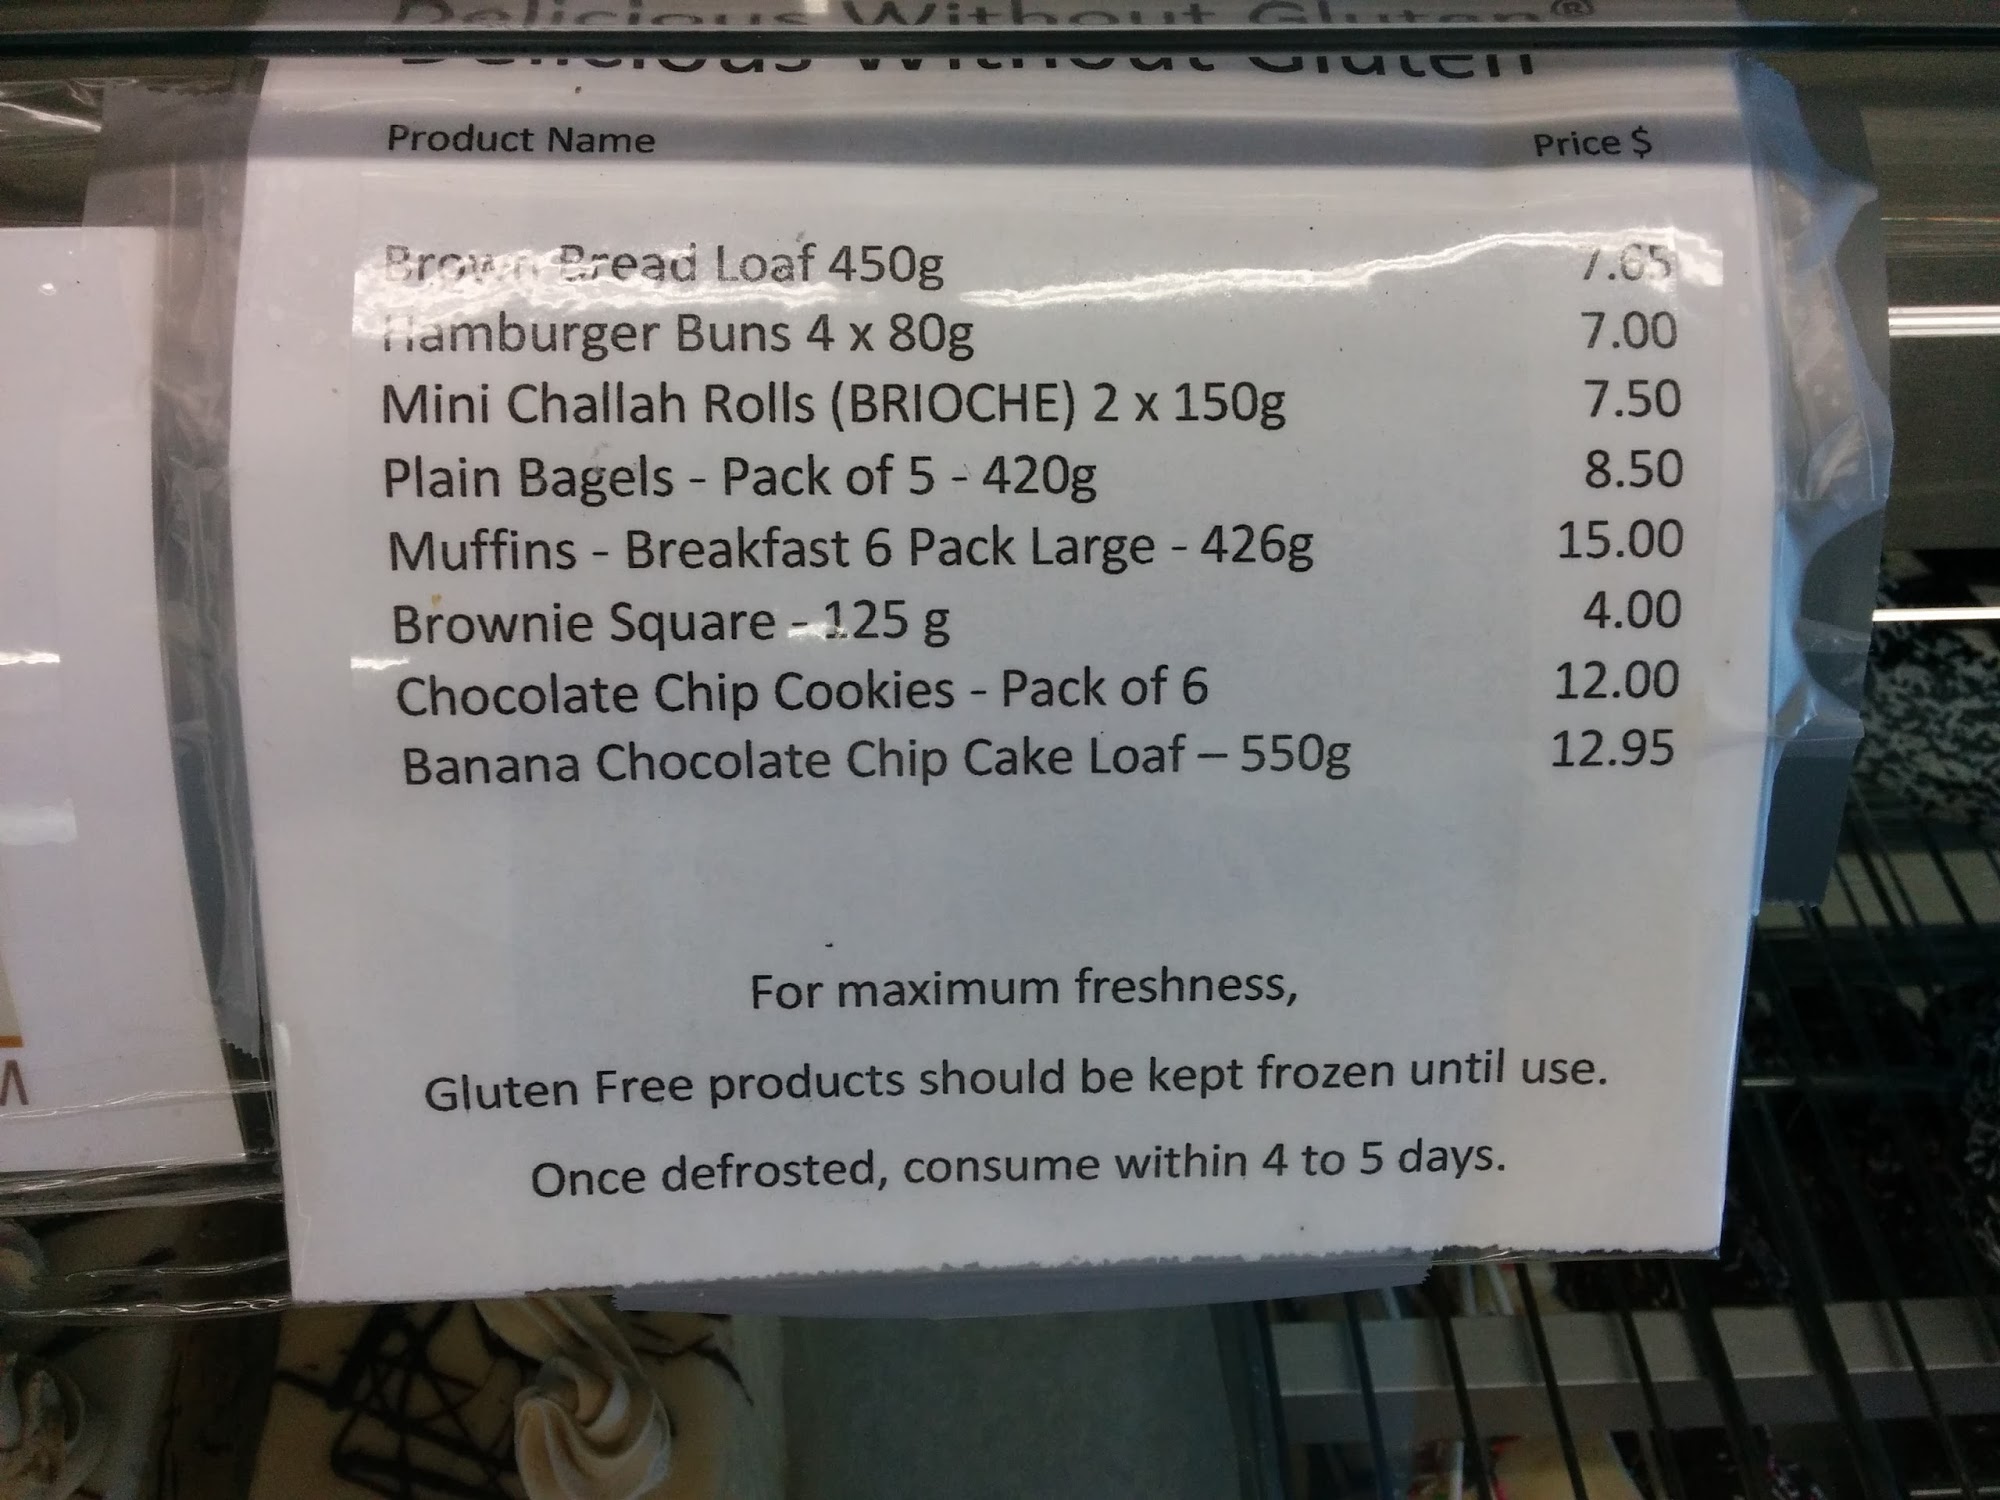 Delicious Without Gluten®
Delicious Without Gluten
Product Name Price $
Brown Bread Loaf 450g 7.65
Hamburger Buns 4 x 80g 7.00
Mini Challah Rolls (BRIOCHE) 2 x 150g 7.50
Plain Bagels - Pack of 5 - 420g 8.50
Muffins - Breakfast 6 Pack Large - 426g 15.00
Brownie Square - 125 g 4.00
Chocolate Chip Cookies - Pack of 6 12.00
Banana Chocolate Chip Cake Loaf – 550g 12.95
For maximum freshness,
Gluten Free products should be kept frozen until use.
Once defrosted, consume within 4 to 5 days.